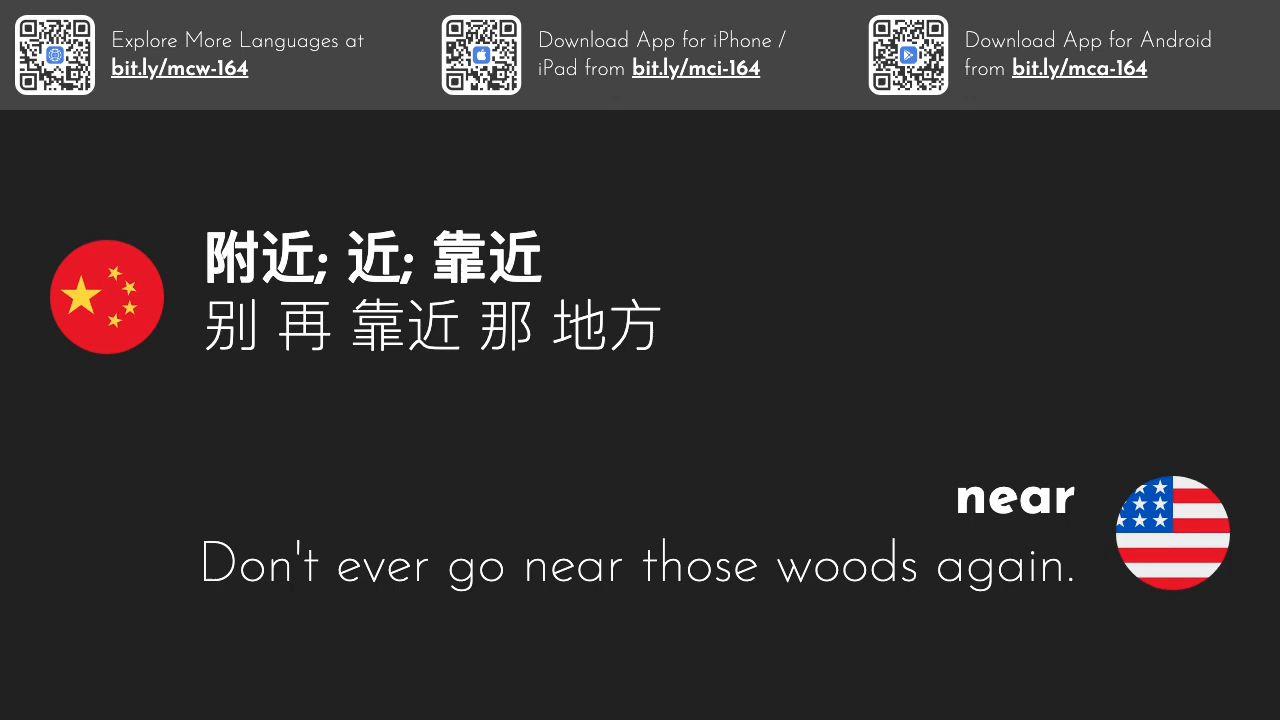 Explore More Languages at
bit.ly/mcw-164
Download App for iPhone /
iPad from bit.ly/mci-164
Download App for Android
from bit.ly/mca-164
附近; 近; 靠近
别 再 靠近 那 地方
near
Don't ever go near those woods again.